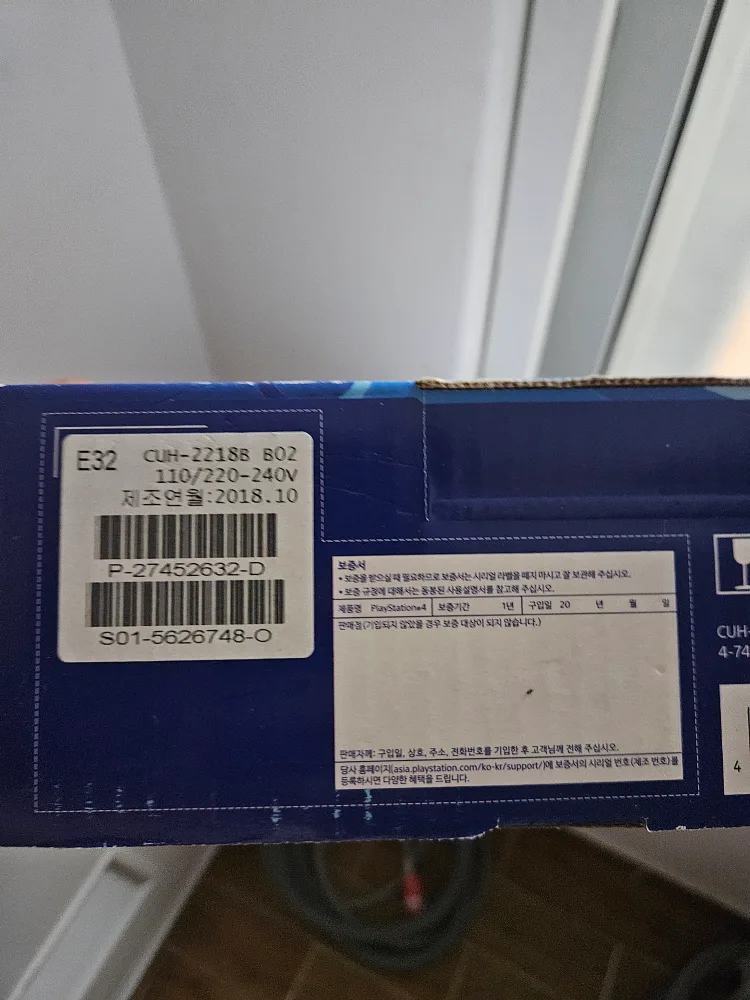 E32
CUH-2218B B02
110/220-240V
제조연월:2018.10
P-27452632-D
S01-5626748-O
보증서
• 보증을 받으실 때 필요하므로 보증서는 시리얼 라벨을 떼지 마시고 잘 보관해 주십시오.
• 보증 규정에 대해서는 동봉된 사용설명서를 참고해 주십시오.
제품명 PlayStation®4 보증기간 1년 구입일 20 년 월 일
판매점(기입되지 않았을 경우 보증 대상이 되지 않습니다.)
판매자께: 구입일, 상호, 주소, 전화번호를 기입한 후 고객님께 전해 주십시오.
당사 홈페이지(asia.playstation.com/ko-kr/support/)에 보증서의 시리얼 번호(제조 번호)를
등록하시면 다양한 혜택을 드립니다.
CUH-
4-74
4